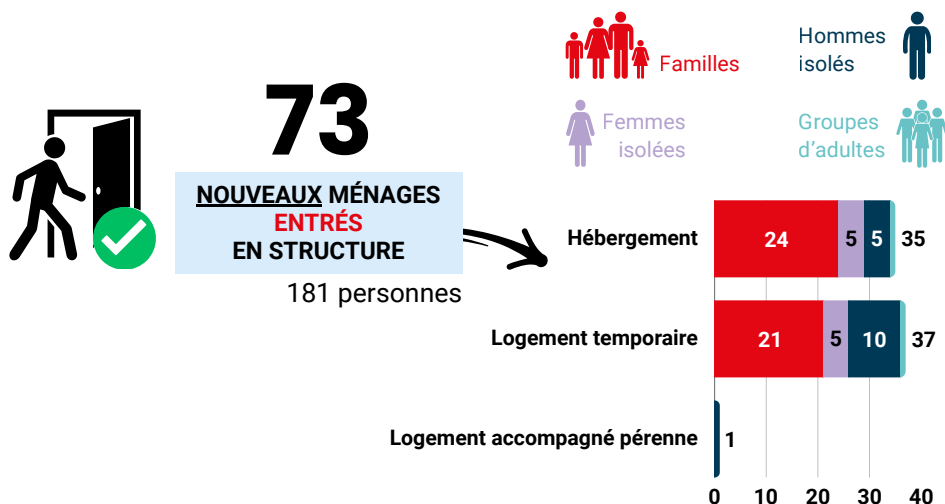 Familles
Hommes
isolés
Femmes
isolées
Groupes
d'adultes
73
NOUVEAUX MÉNAGES
ENTRÉS
EN STRUCTURE
181 personnes
Hébergement 24 5 5 35
Logement temporaire 21 5 10 37
Logement accompagné pérenne 1
0 10 20 30 40